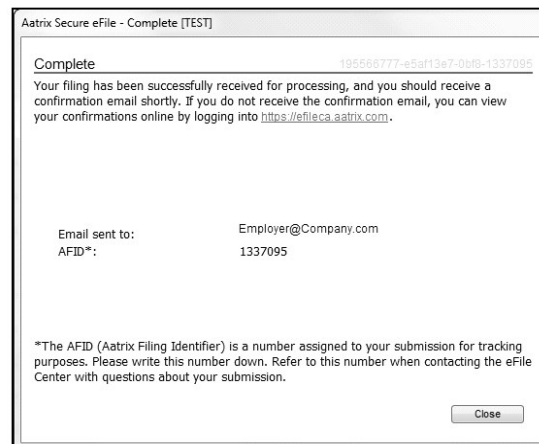 Aatrix Secure eFile - Complete [TEST]
Complete
195566777-e5af13e7-0bf8-1337095
Your filing has been successfully received for processing, and you should receive a
confirmation email shortly. If you do not receive the confirmation email, you can view
your confirmations online by logging into https://efileca.aatrix.com.
Email sent to: Employer@Company.com
AFID*: 1337095
*The AFID (Aatrix Filing Identifier) is a number assigned to your submission for tracking
purposes. Please write this number down. Refer to this number when contacting the eFile
Center with questions about your submission.
Close